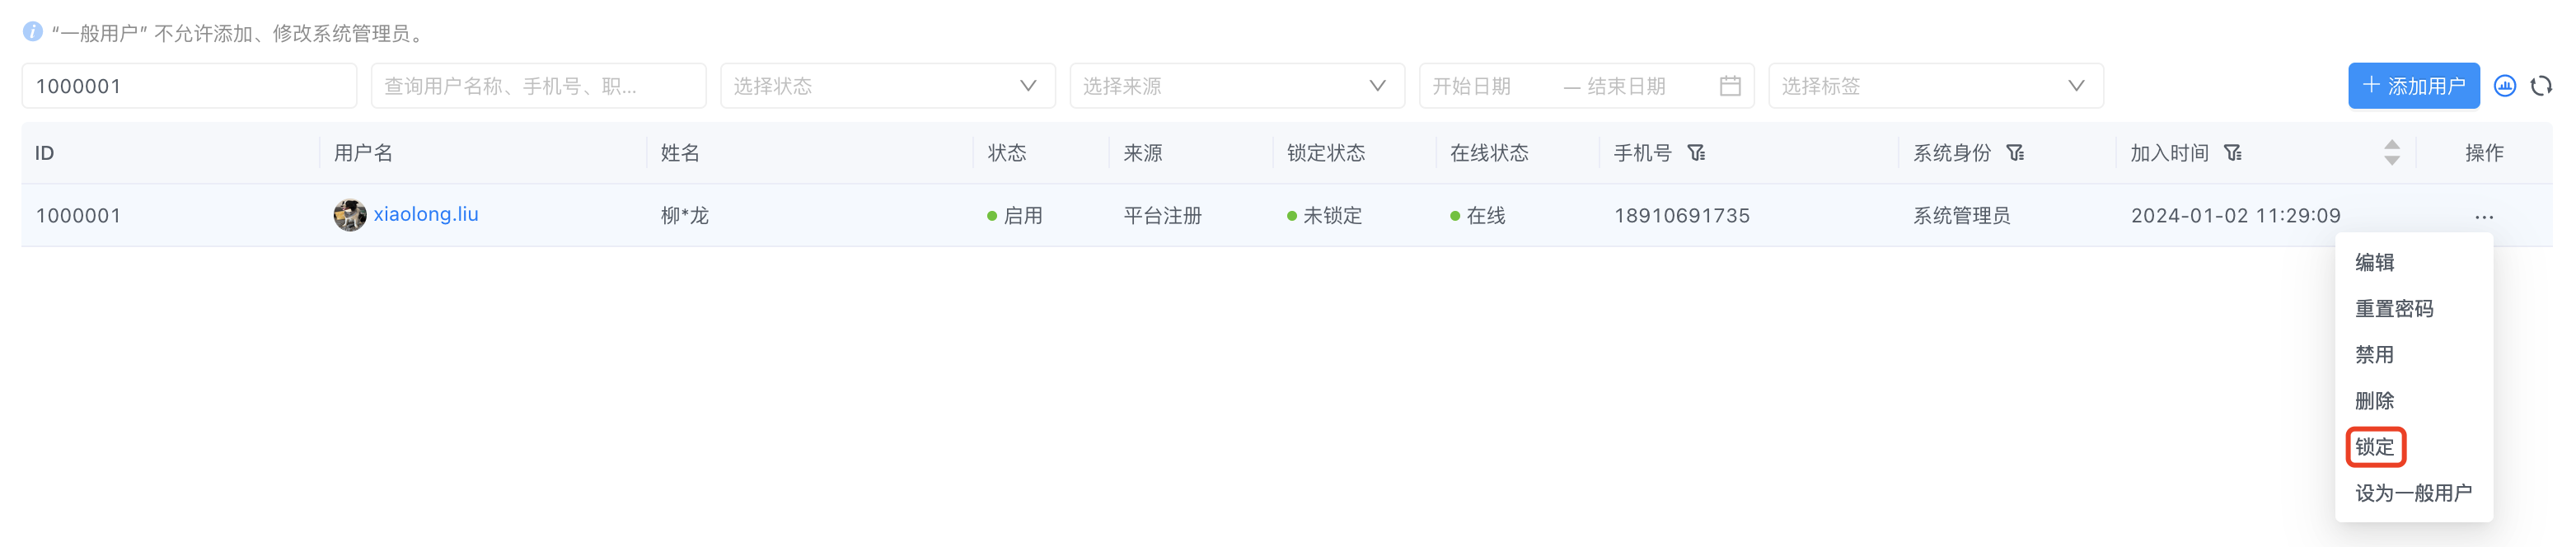 “一般用户” 不允许添加、修改系统管理员。
1000001 查询用户名称、手机号、职... 选择状态 选择来源 开始日期 — 结束日期 选择标签 + 添加用户
ID 用户名 姓名 状态 来源 锁定状态 在线状态 手机号 系统身份 加入时间 操作
1000001 xiaolong.liu 柳*龙 启用 平台注册 未锁定 在线 18910691735 系统管理员 2024-01-02 11:29:09 ...
编辑
重置密码
禁用
删除
锁定
设为一般用户